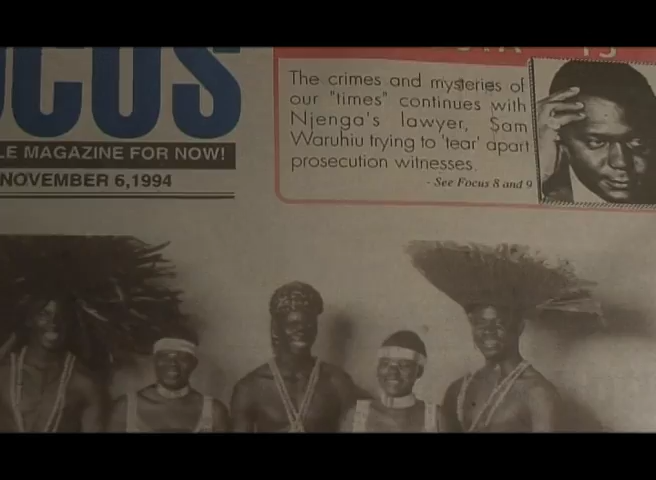 OCUS
LE MAGAZINE FOR NOW!
NOVEMBER 6,1994
The crimes and mysteries of
our "times" continues with
Njenga's lawyer, Sam
Waruhiu trying to 'tear' apart
prosecution witnesses.
- See Focus 8 and 9